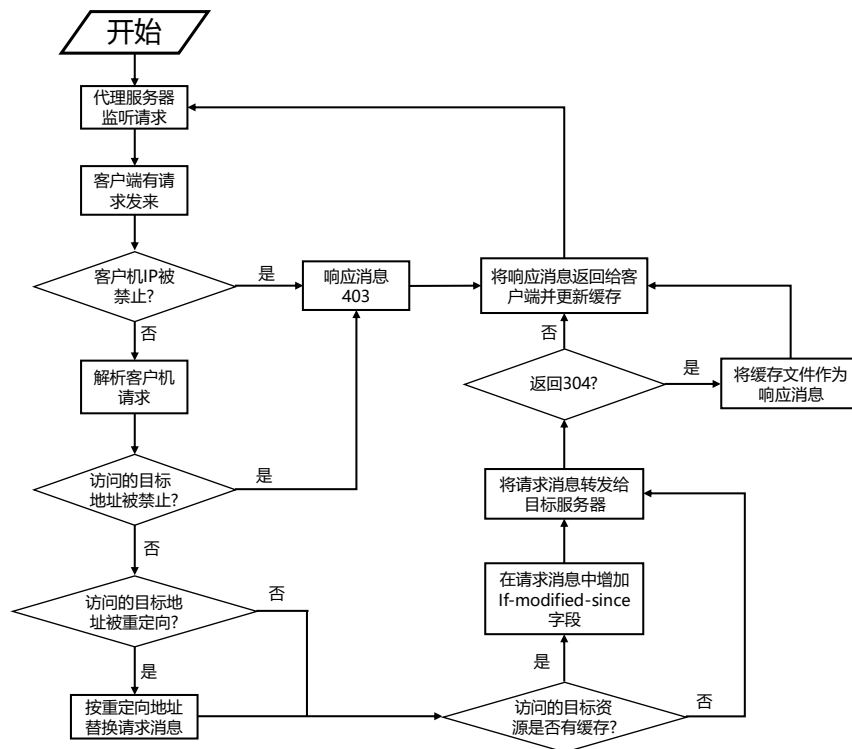 开始
代理服务器
监听请求
客户端有请
求发来
客户机IP被
禁止?
是
响应消息
403
将响应消息返回给客
户端并更新缓存
否
否
解析客户机
请求
返回304?
是
将缓存文件作为
响应消息
访问的目标
地址被禁止?
是
将请求消息转发给
目标服务器
否
在请求消息中增加
If-modified-since
字段
访问的目标地
址被重定向?
否
是
是
按重定向地址
替换请求消息
访问的目标资
源是否有缓存?
否